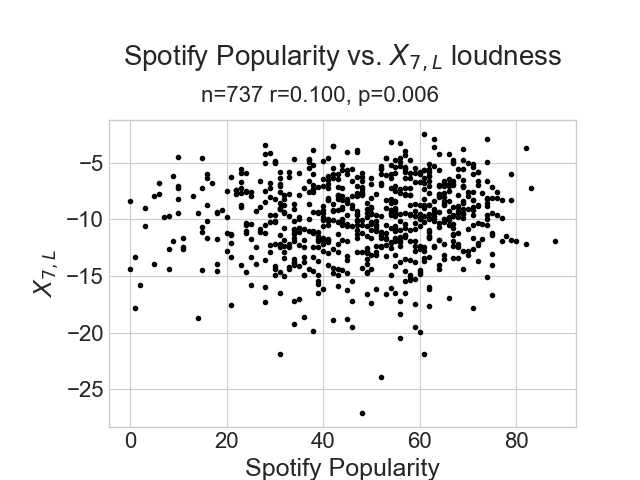 Spotify Popularity vs. X7, L loudness
n=737 r=0.100, p=0.006
X7, L
−5
−10
−15
−20
−25
0 20 40 60 80
Spotify Popularity